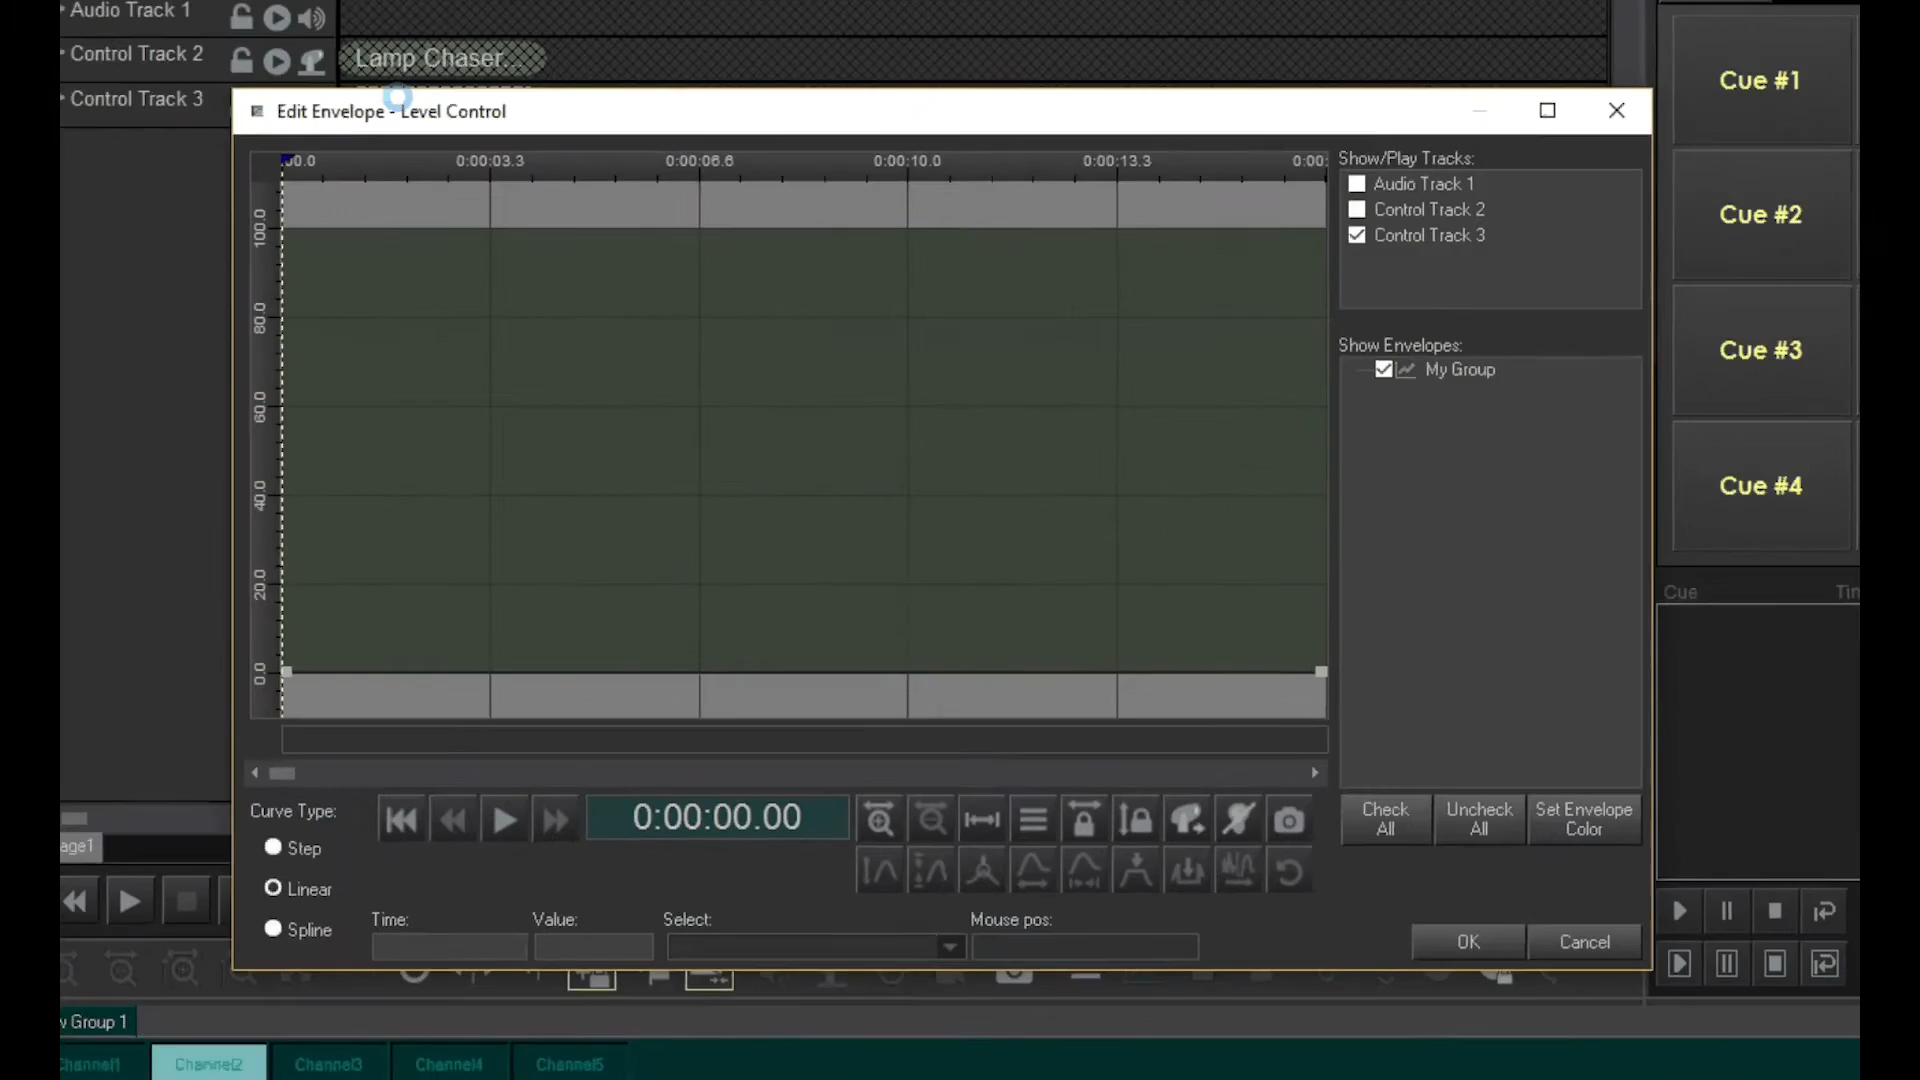 Audio Track 1
Control Track 2
Lamp Chaser...
Control Track 3
Edit Envelope - Level Control
0:00:03.3
0:00:06.6
0:00:10.0
0:00:13.3
100.0
80.0
60.0
40.0
20.0
0.0
Show/Play Tracks:
Audio Track 1
Control Track 2
Control Track 3
Show Envelopes:
My Group
Check All
Uncheck All
Set Envelope Color
Curve Type:
Step
Linear
Spline
0:00:00.00
Time:
Value:
Select:
Mouse pos:
OK
Cancel
Cue #1
Cue #2
Cue #3
Cue #4
Cue
Group 1
Channel2
Channel3
Channel4
Channel5